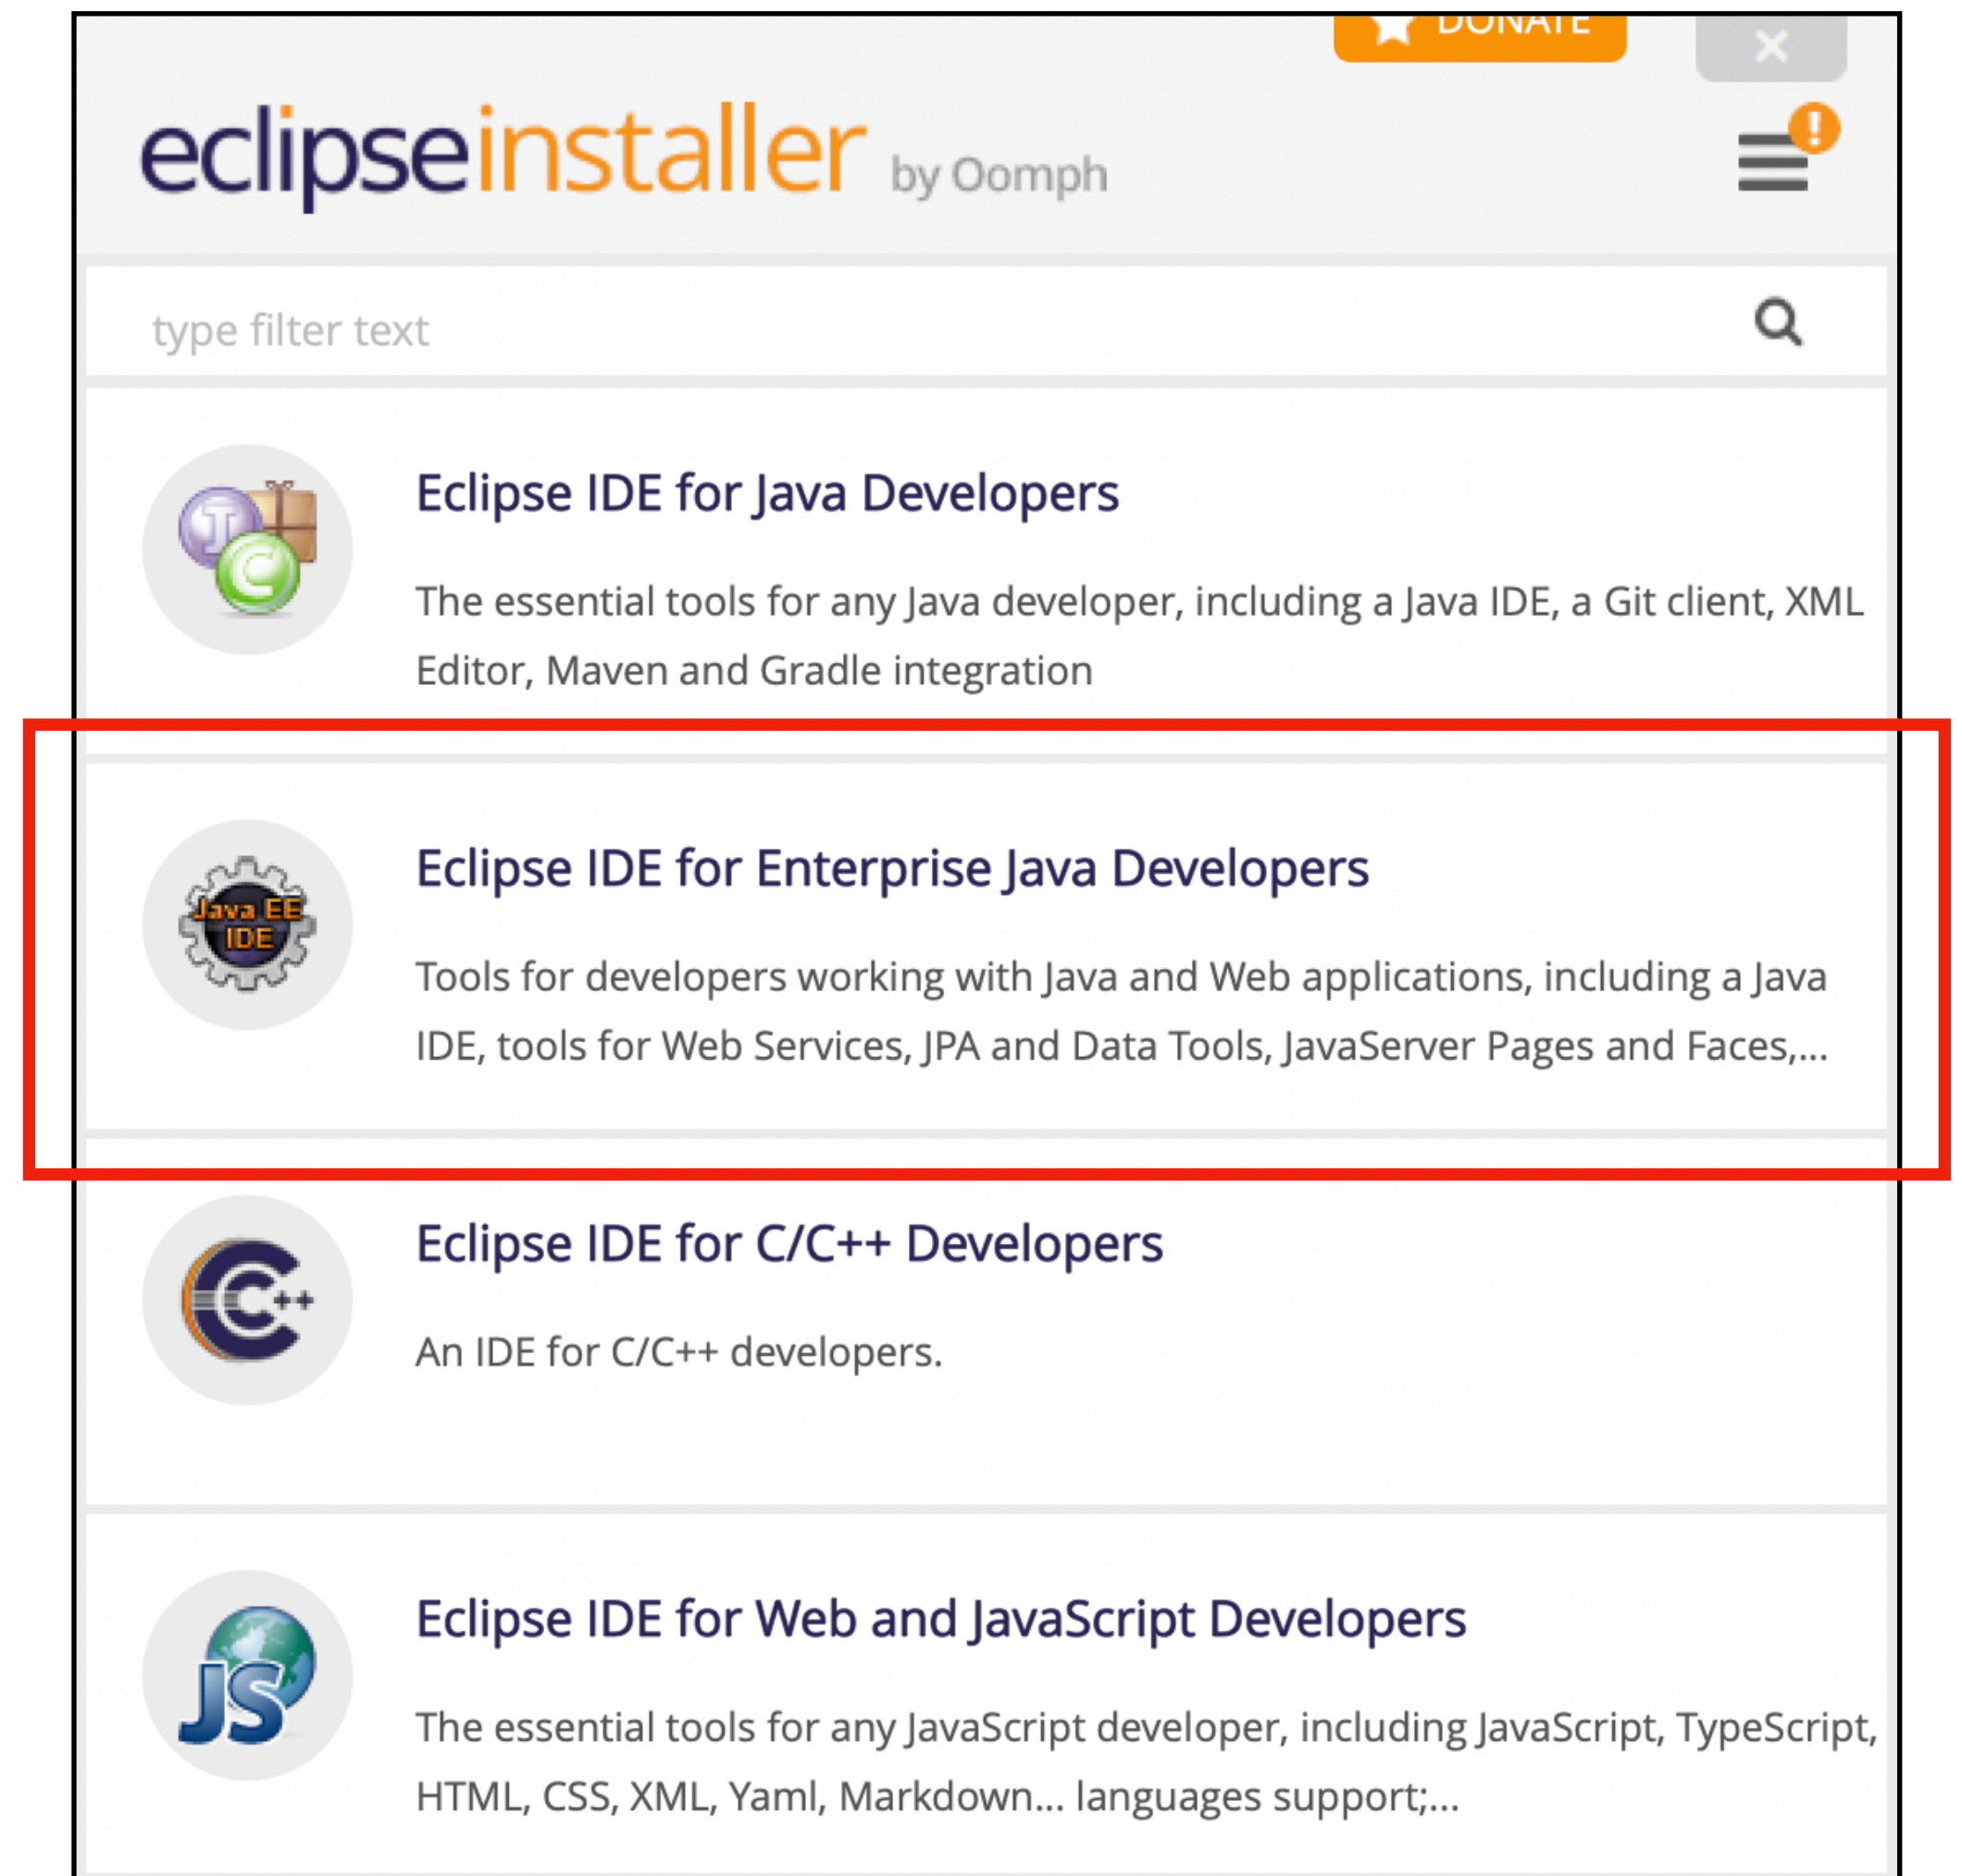 DONATE
eclipseinstaller by Oomph
type filter text
Eclipse IDE for Java Developers
The essential tools for any Java developer, including a Java IDE, a Git client, XML
Editor, Maven and Gradle integration
Eclipse IDE for Enterprise Java Developers
Java EE
IDE
Tools for developers working with Java and Web applications, including a Java
IDE, tools for Web Services, JPA and Data Tools, JavaServer Pages and Faces,...
Eclipse IDE for C/C++ Developers
C++
An IDE for C/C++ developers.
Eclipse IDE for Web and JavaScript Developers
JS
The essential tools for any JavaScript developer, including JavaScript, TypeScript,
HTML, CSS, XML, Yaml, Markdown... languages support;...